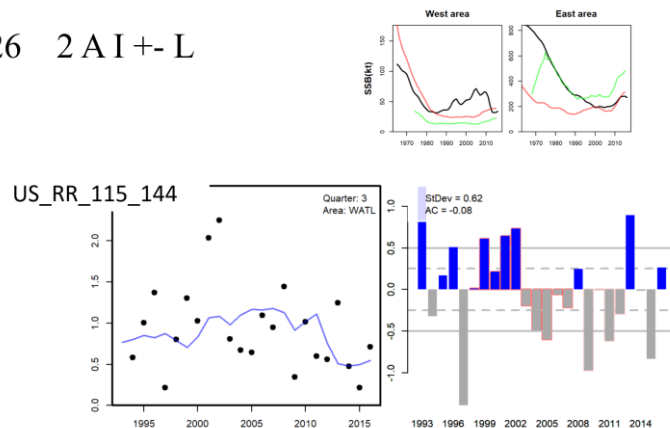 26 2 A I +- L
West area
East area
SSB(kt)
0 50 100 150
0 200 400 600 800
1970 1980 1990 2000 2010
1970 1980 1990 2000 2010
US_RR_115_144
Quarter: 3
Area: WATL
0.0 0.5 1.0 1.5 2.0
1995 2000 2005 2010 2015
StDev = 0.62
AC = -0.08
-1.0 -0.5 0.0 0.5 1.0
1993 1996 1999 2002 2005 2008 2011 2014